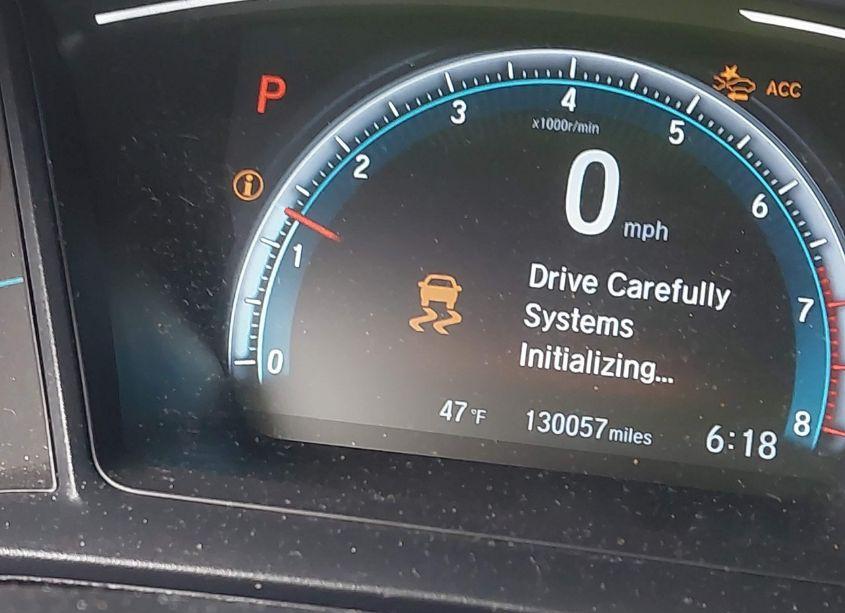 P
ACC
0
1
2
3
4
5
6
7
8
x1000r/min
0 mph
i
Drive Carefully
Systems
Initializing...
47 °F 130057 miles 6:18